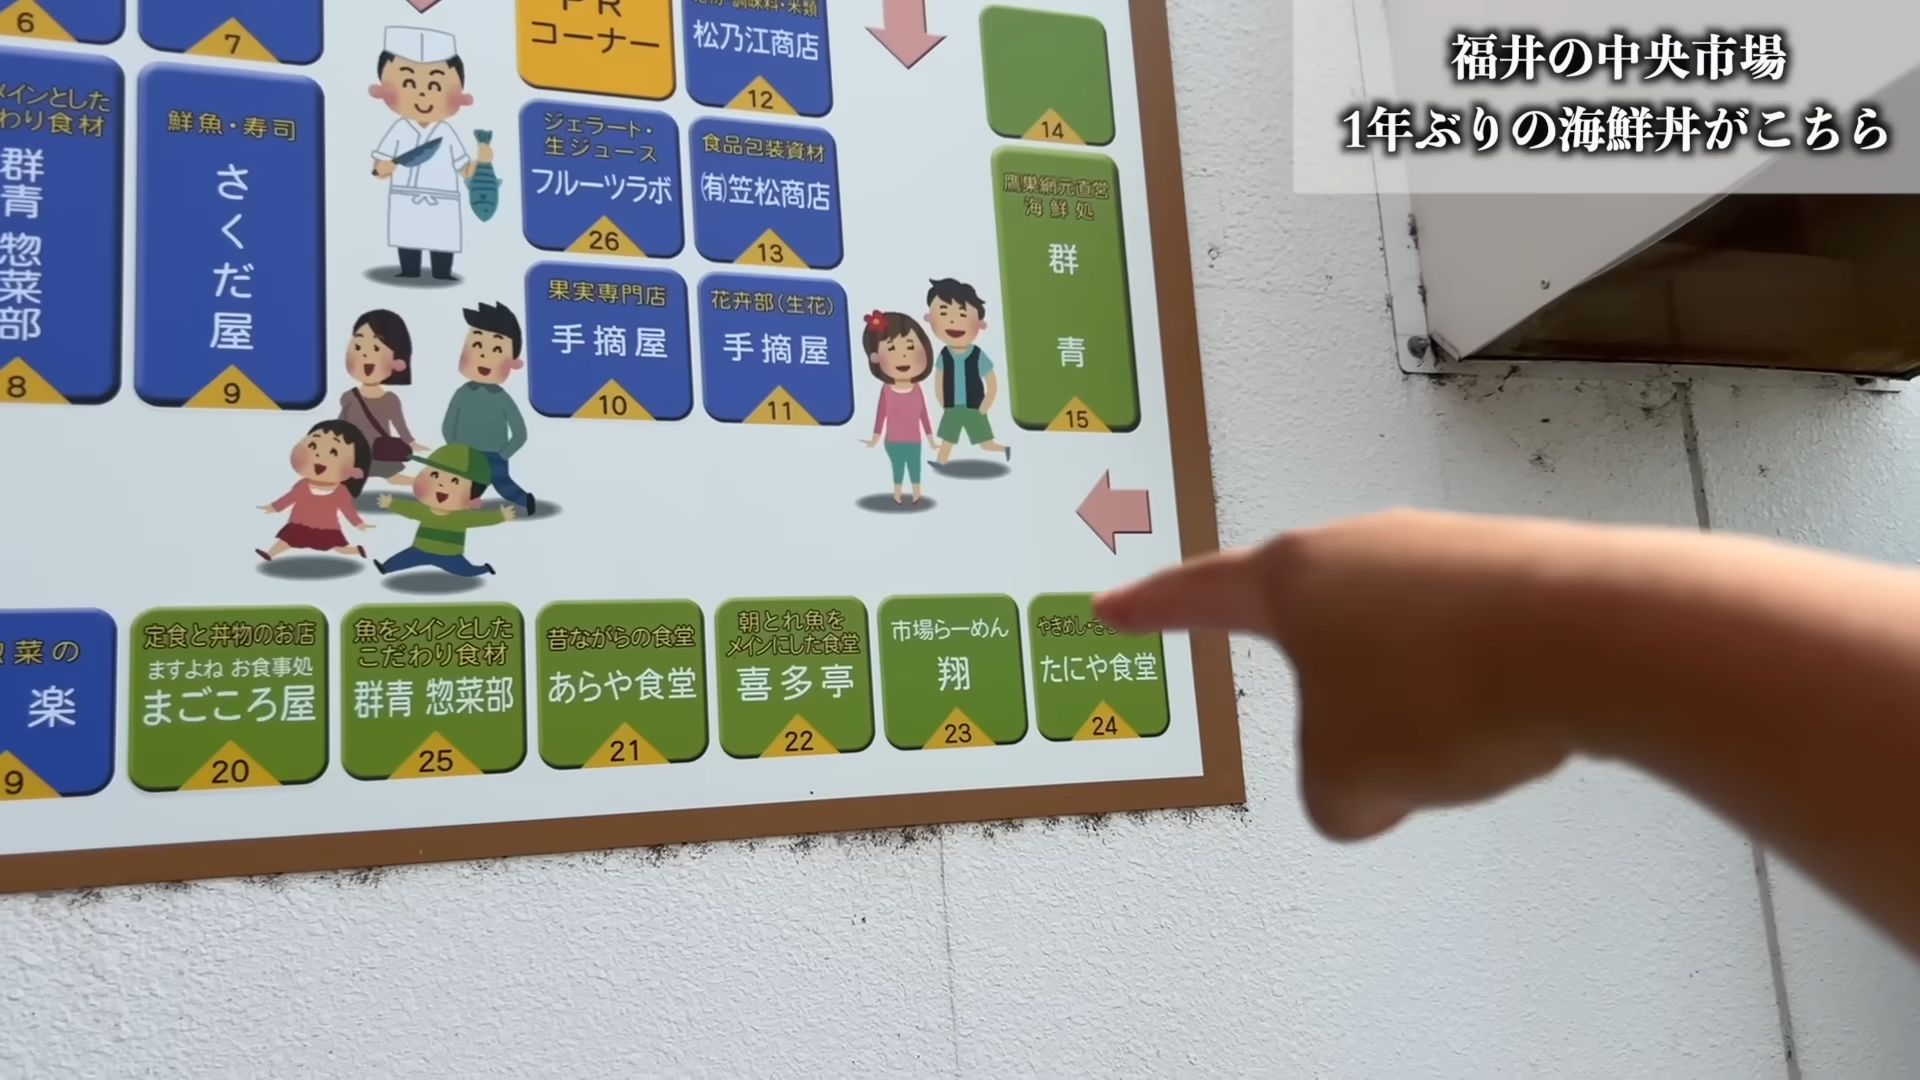 福井の中央市場
1年ぶりの海鮮丼がこちら
6
7
PR
コーナー
松乃江商店
12
14
メインとした
わり食材
群青 惣菜部
8
鮮魚・寿司
さくだ屋
9
ジェラート・
生ジュース
フルーツラボ
26
食品包装資材
㈲笠松商店
13
鷹巣網元直営
海鮮処
群青
15
果実専門店
手摘屋
10
花卉部(生花)
手摘屋
11
菜の
楽
9
定食と丼物のお店
ますよね お食事処
まごころ屋
20
魚をメインとした
こだわり食材
群青 惣菜部
25
昔ながらの食堂
あらや食堂
21
朝とれ魚を
メインにした食堂
喜多亭
22
市場らーめん
翔
23
やきめし・
たにや食堂
24